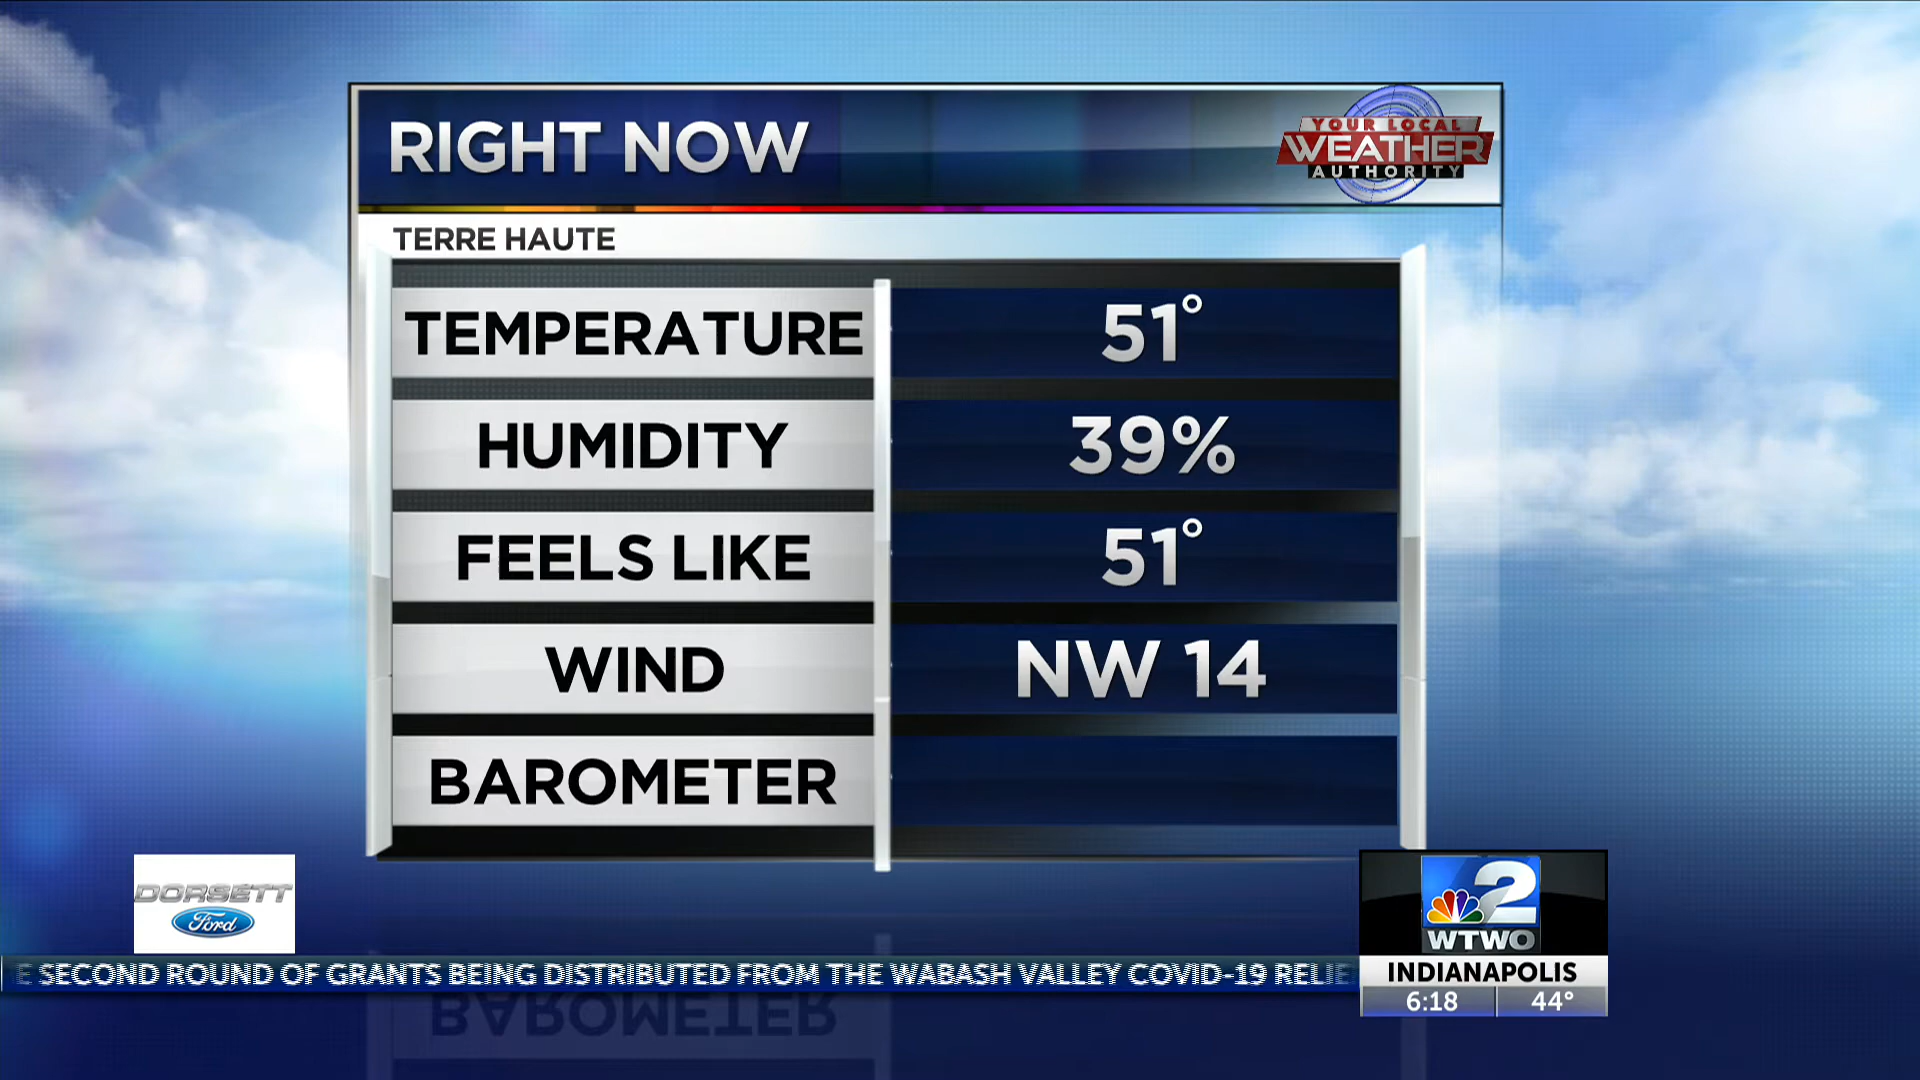 RIGHT NOW
YOUR LOCAL
WEATHER
AUTHORITY
TERRE HAUTE
TEMPERATURE 51°
HUMIDITY 39%
FEELS LIKE 51°
WIND NW 14
BAROMETER
DORSETT
Ford
2
WTWO
E SECOND ROUND OF GRANTS BEING DISTRIBUTED FROM THE WABASH VALLEY COVID-19 RELIE
INDIANAPOLIS
6:18 44°